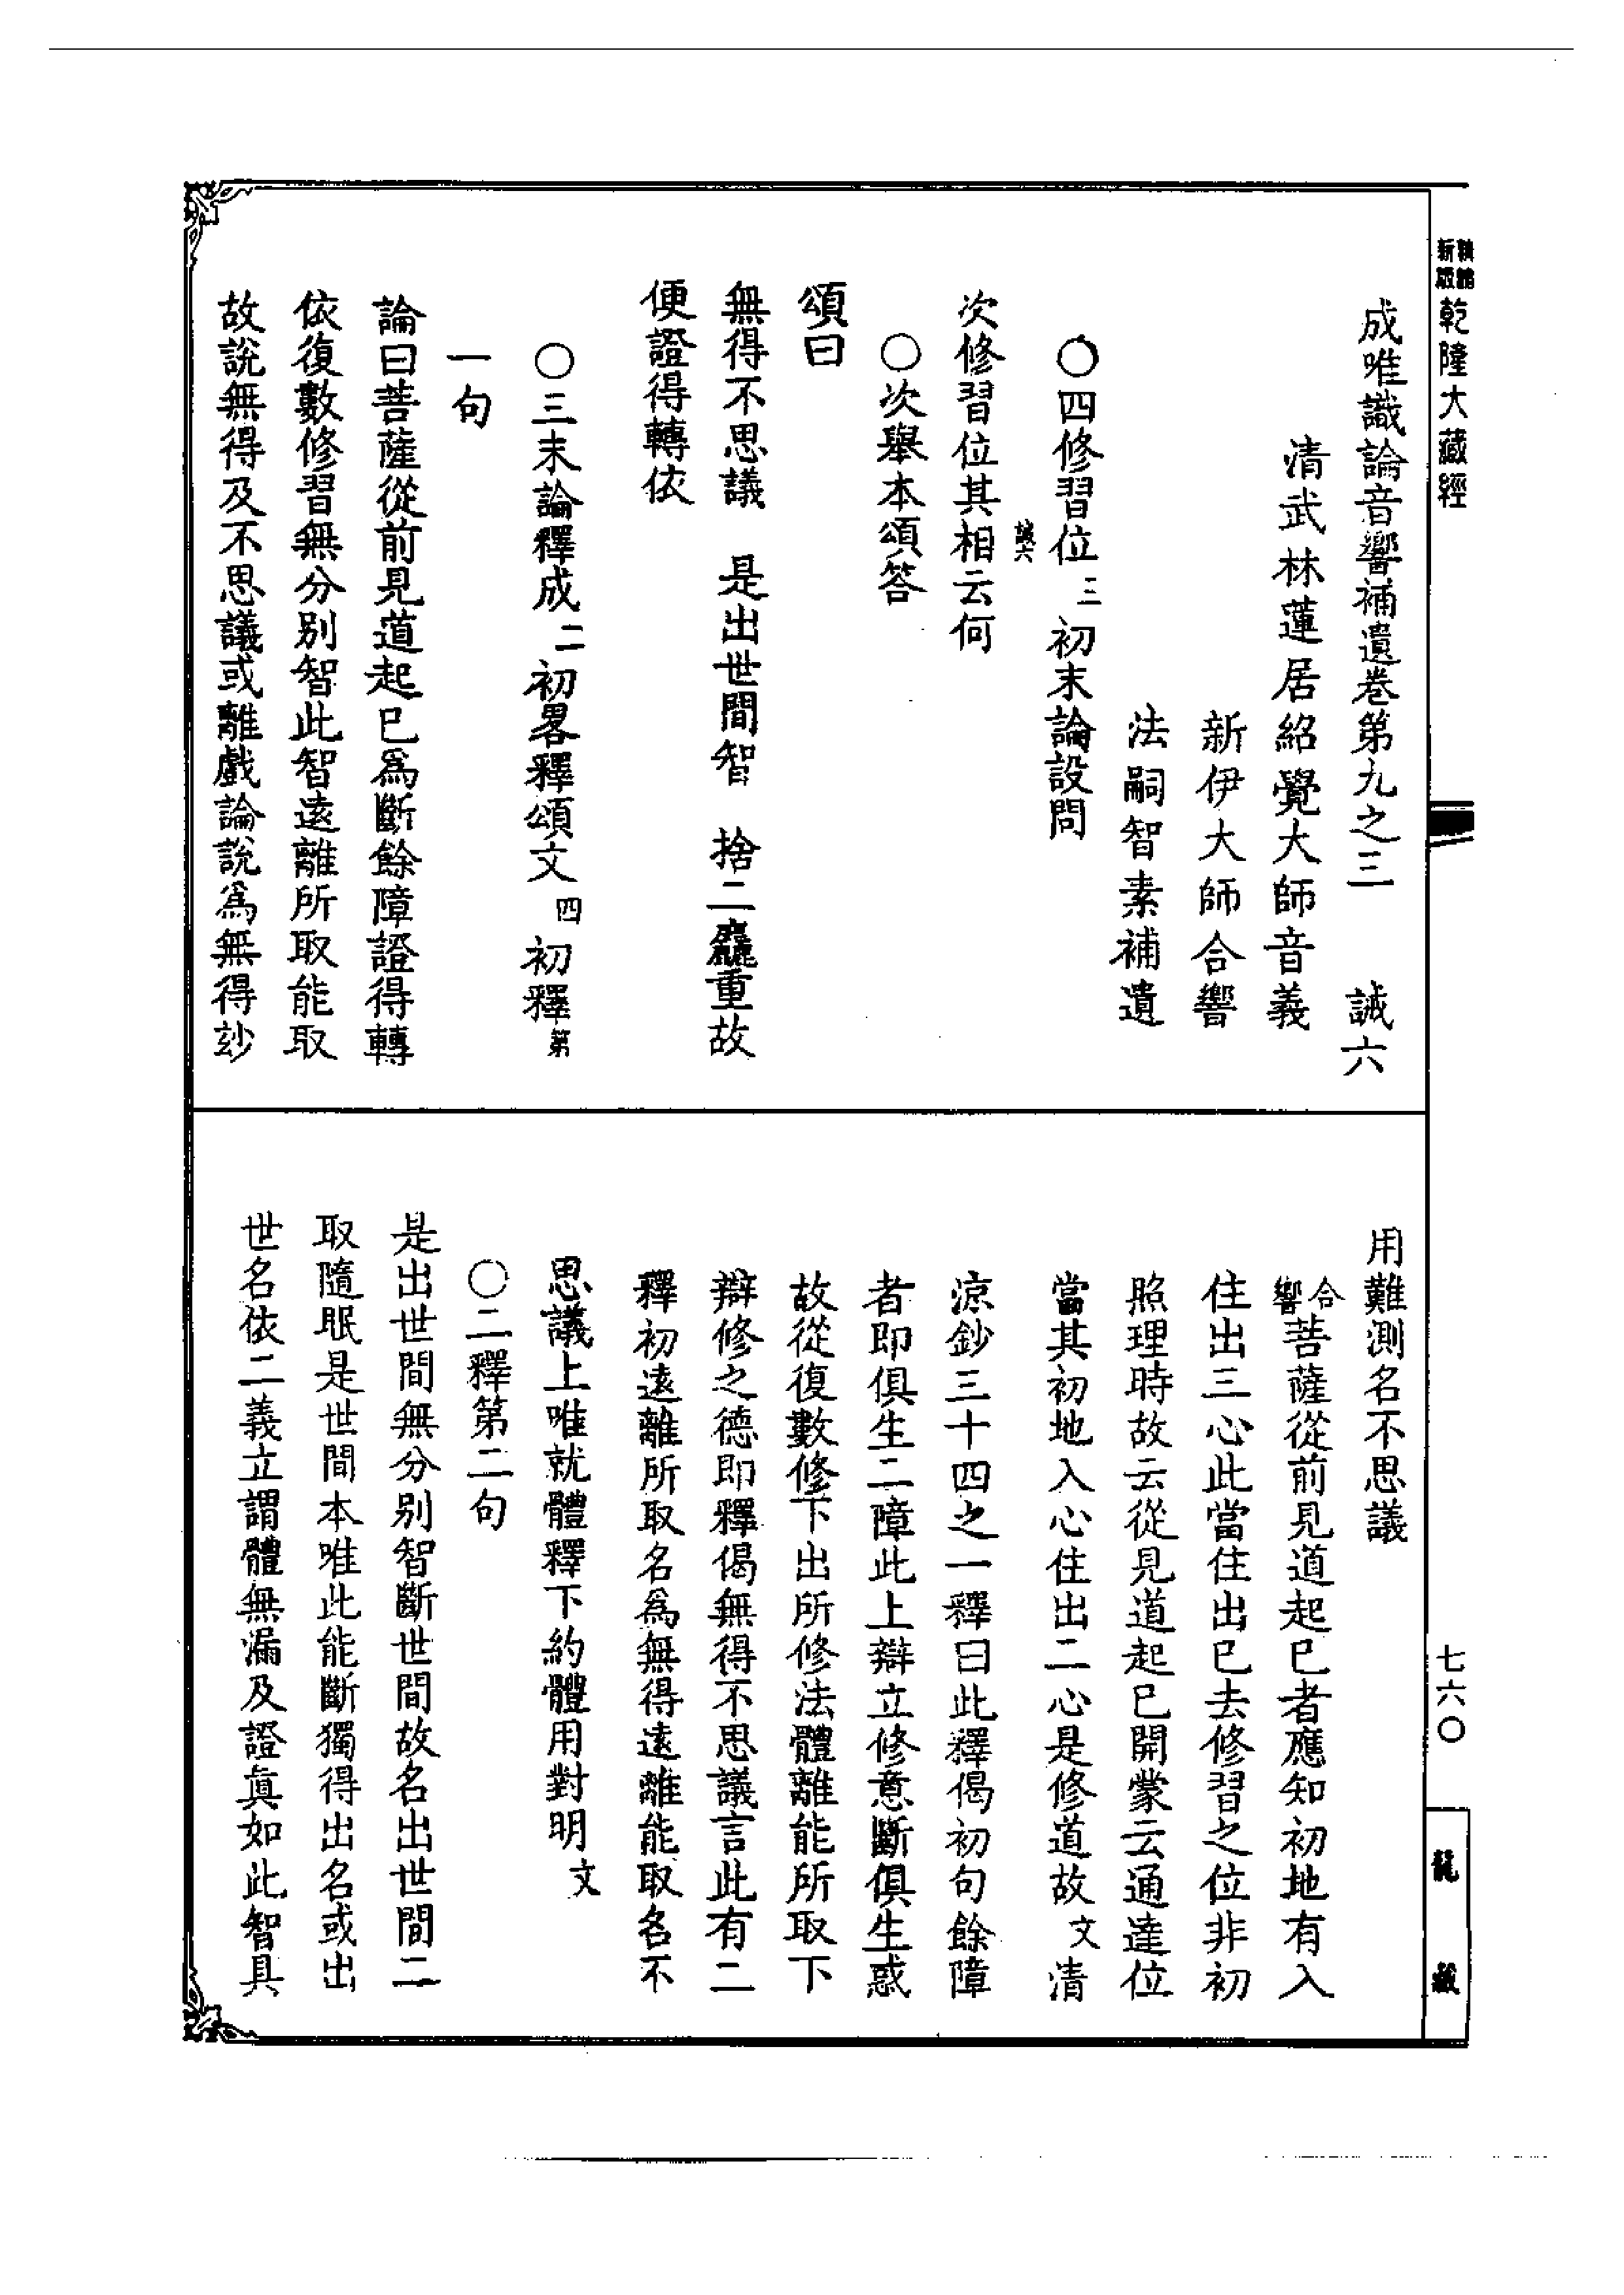 新版
精縮
乾隆大藏經
成唯識論音響補遺卷第九之三　誠六
清武林蓮居紹覺大師音義
新伊大師合響
法嗣智素補遺
〇四修習位三初末論設問
誠六
次修習位其相云何
〇次舉本頌答
頌曰
無得不思議　是出世間智　捨二麤重故
便證得轉依
〇三末論釋成二初畧釋頌文四初釋第
一句
論曰菩薩從前見道起已爲斷餘障證得轉
依復數修習無分別智此智遠離所取能取
故說無得及不思議或離戲論說爲無得玅
用難測名不思議
合響菩薩從前見道起已者應知初地有入
住出三心此當住出已去修習之位非初
照理時故云從見道起已開蒙云通達位
當其初地入心住出二心是修道故文清
涼鈔三十四之一釋曰此釋偈初句餘障
者即俱生二障此上辯立修意斷俱生惑
故從復數修下出所修法體離能所取下
辯修之德即釋偈無得不思議言此有二
釋初遠離所取名爲無得遠離能取名不
思議上唯就體釋下約體用對明文
〇二釋第二句
是出世間無分別智斷世間故名出世間二
取隨眠是世間本唯此能斷獨得出名或出
世名依二義立謂體無漏及證眞如此智具
七六〇
龍藏